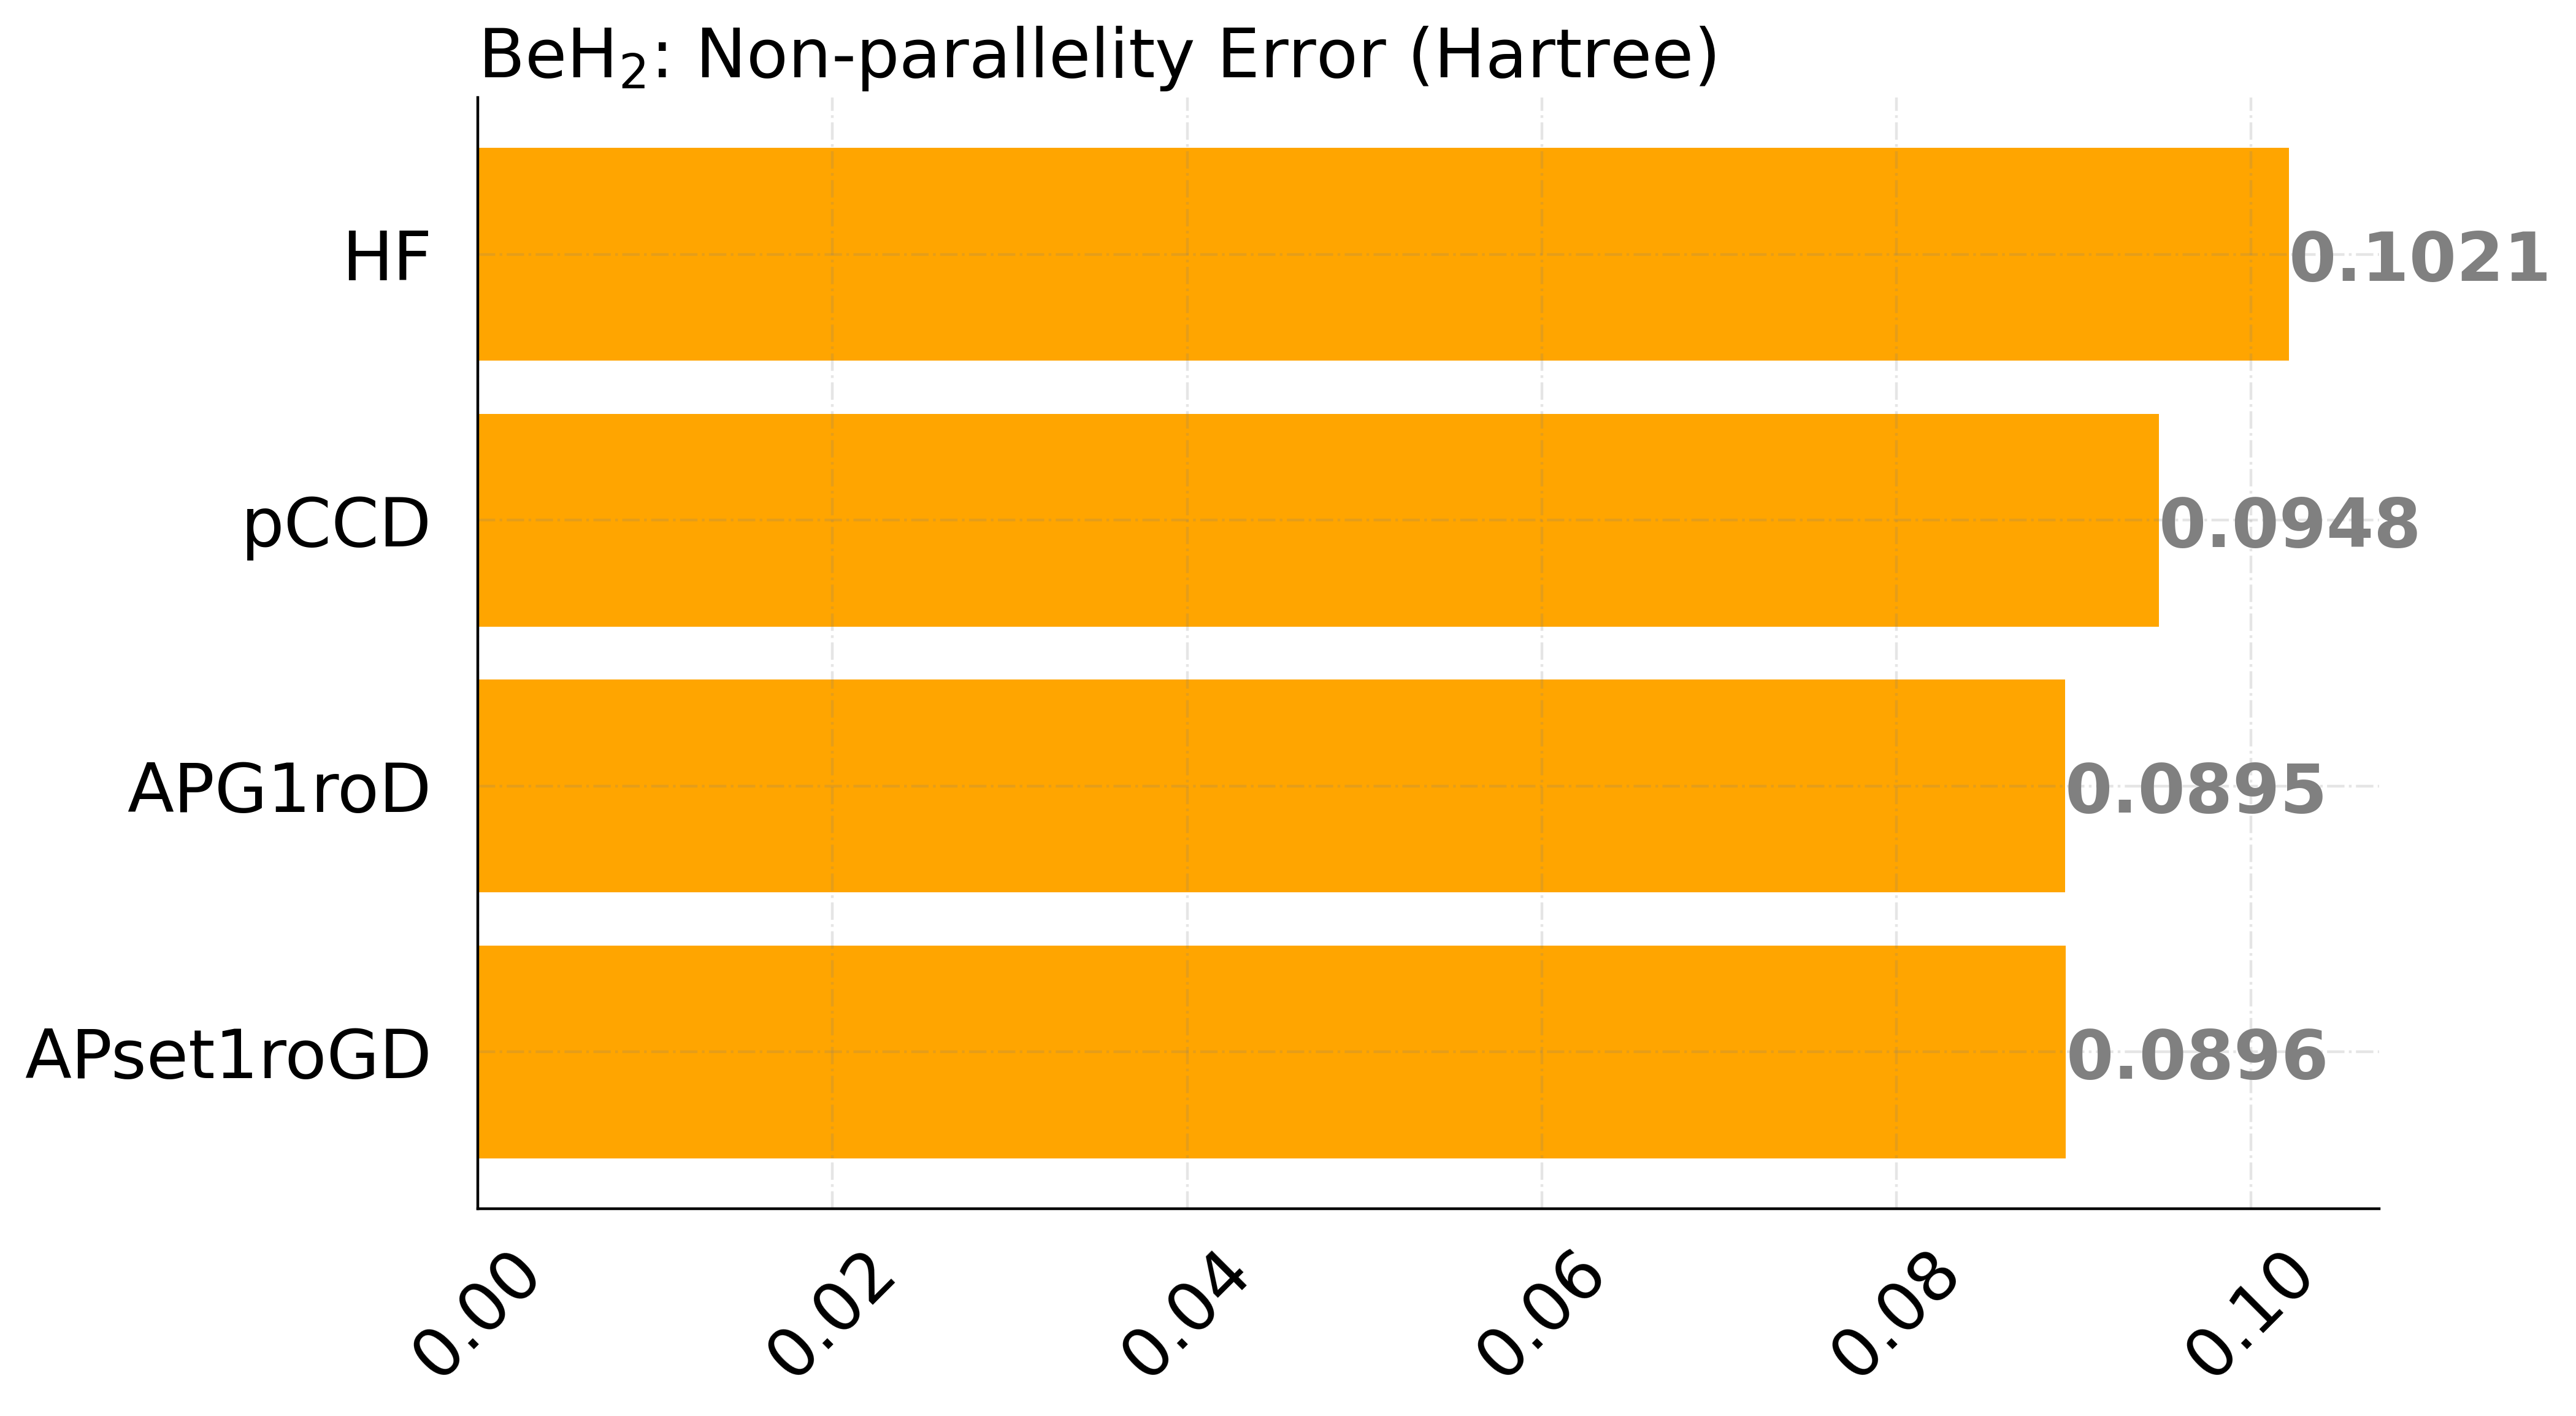 BeH₂: Non-parallelity Error (Hartree)
HF 0.1021
pCCD 0.0948
APG1roD 0.0895
APset1roGD 0.0896
0.00 0.02 0.04 0.06 0.08 0.10